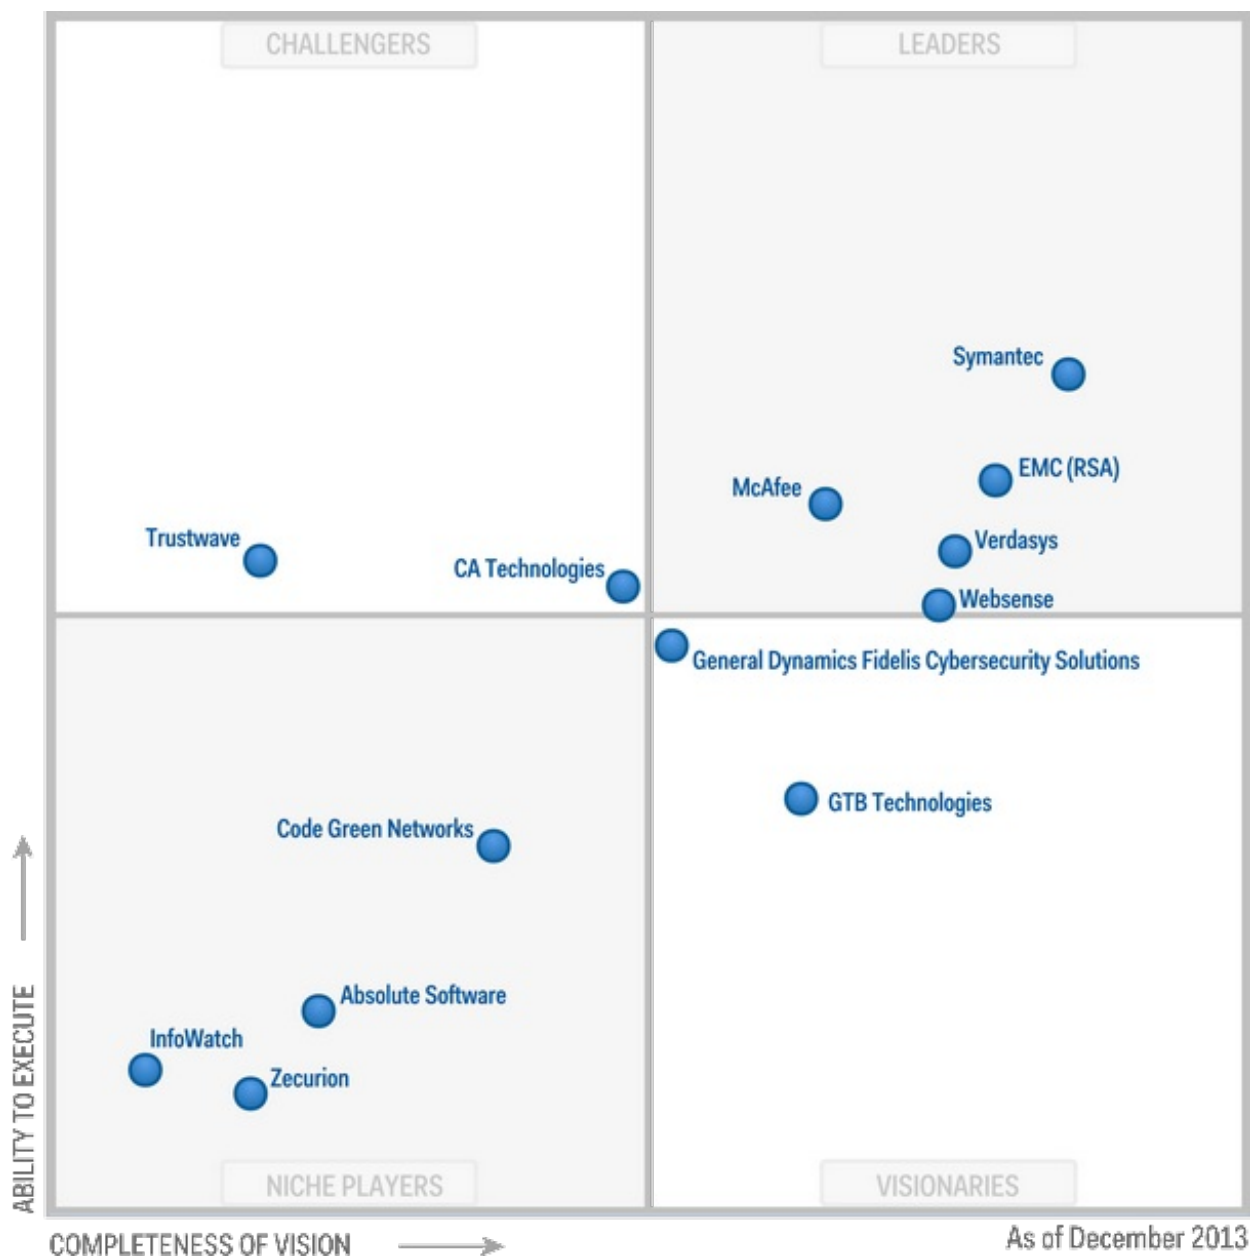 CHALLENGERS
LEADERS
Symantec
EMC (RSA)
McAfee
Trustwave
Verdasys
CA Technologies
Websense
General Dynamics Fidelis Cybersecurity Solutions
GTB Technologies
Code Green Networks
Absolute Software
InfoWatch
Zecurion
NICHE PLAYERS
VISIONARIES
ABILITY TO EXECUTE
COMPLETENESS OF VISION
As of December 2013